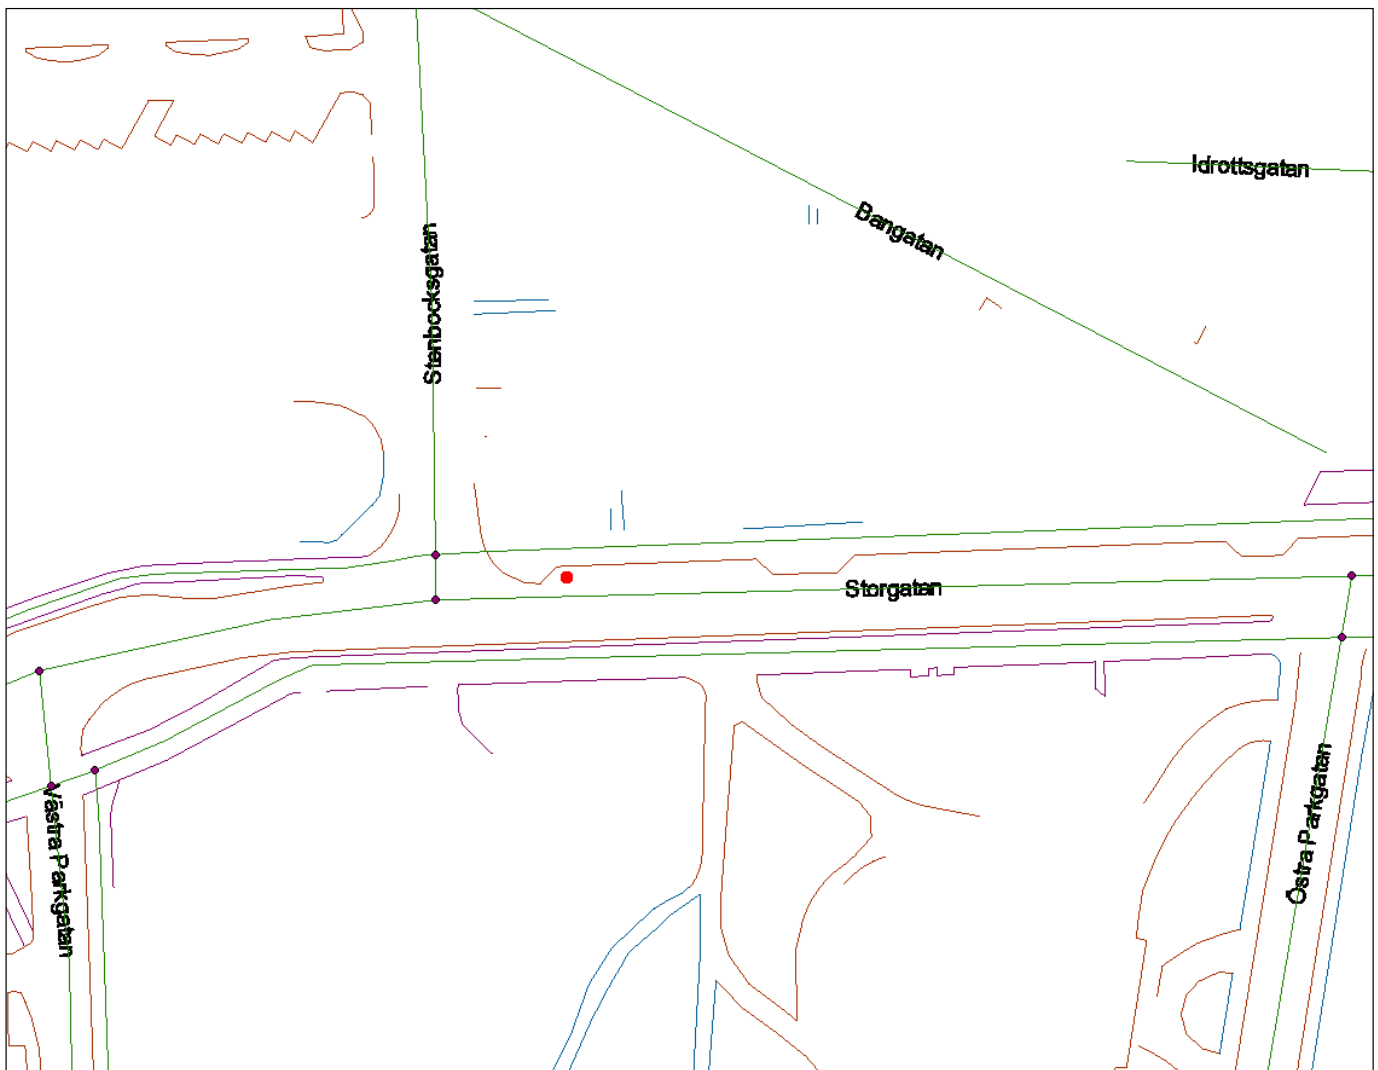 Idrottsgatan
Bangatan
Stenbocksgatan
Storgatan
Västra Parkgatan
Östra Parkgatan